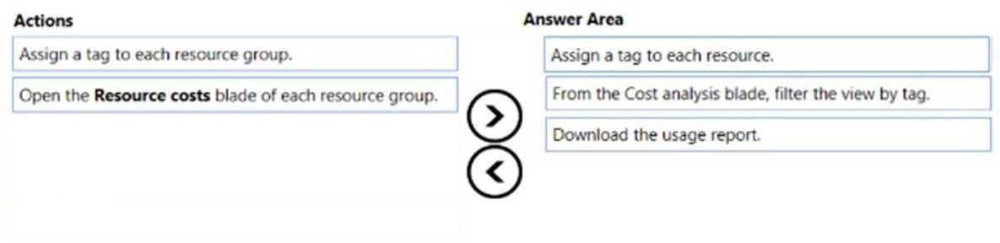 Actions
Assign a tag to each resource group.
Open the Resource costs blade of each resource group.
Answer Area
Assign a tag to each resource.
From the Cost analysis blade, filter the view by tag.
Download the usage report.